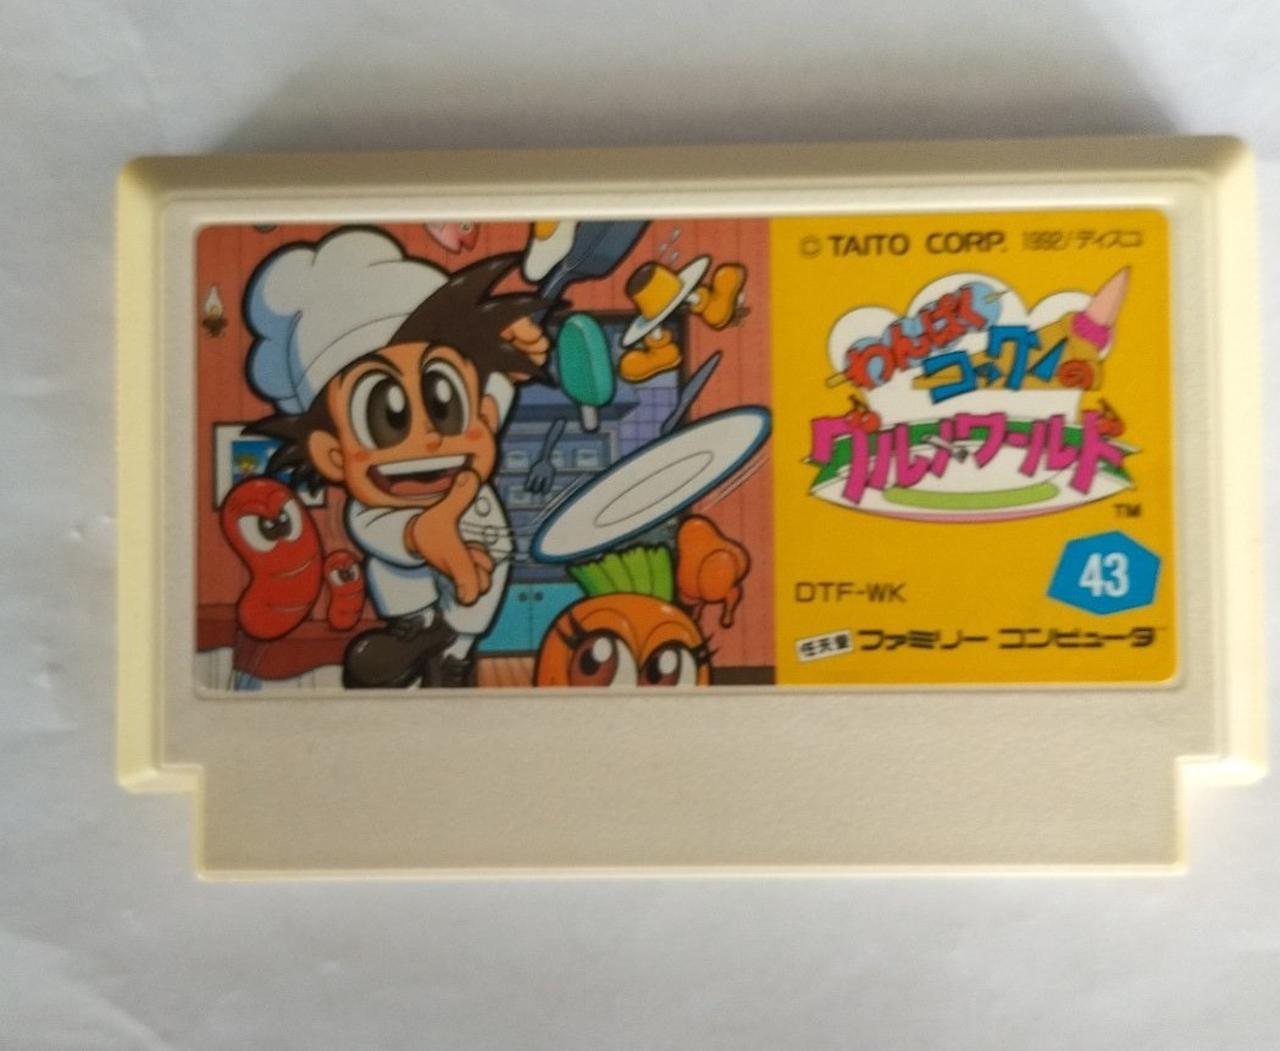 © TAITO CORP. 1992/ディスコ
わんぱく
コックンの
グルメワールド
TM
43
DTF-WK
任天堂 ファミリー コンピュータ